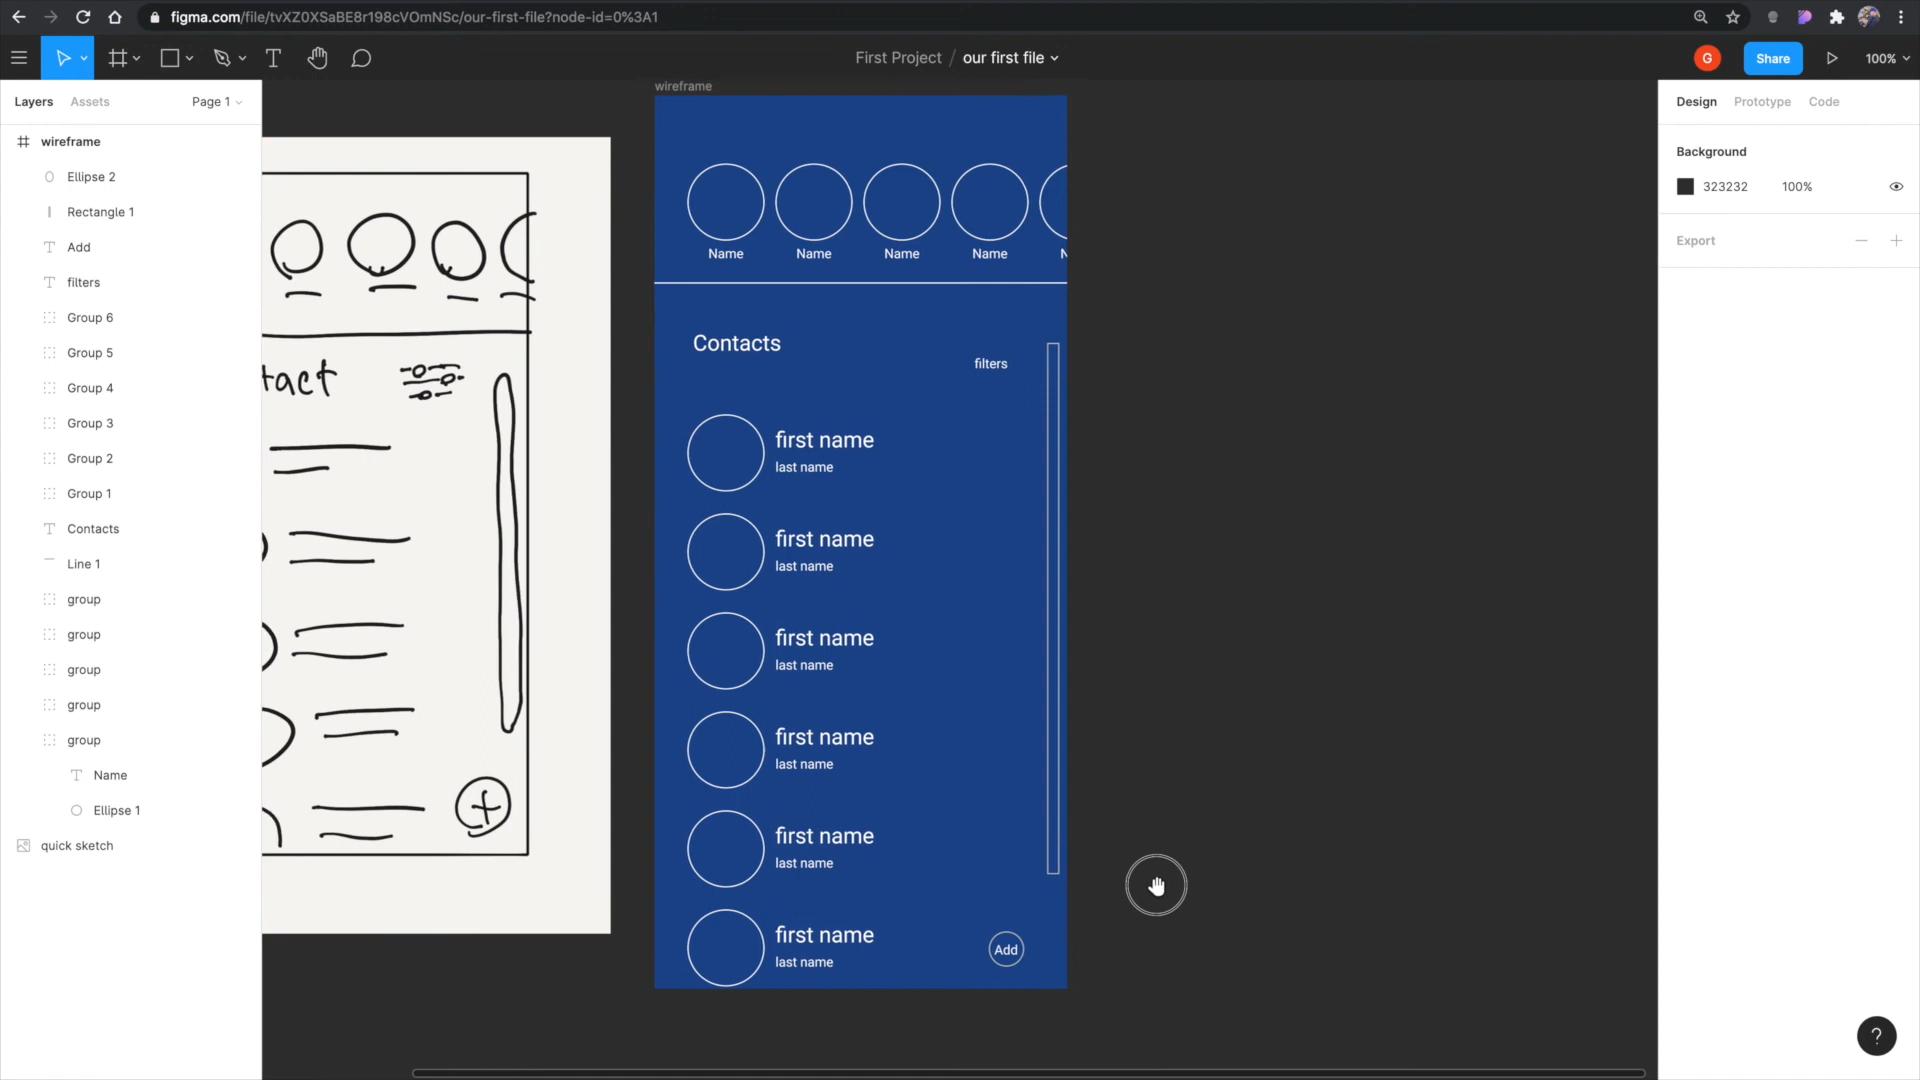 figma.com/file/tvXZ0XSaBE8r198cVOmNSc/our-first-file?node-id=0%3A1
First Project / our first file
G
Share
100%
Layers
Assets
Page 1
wireframe
Ellipse 2
Rectangle 1
Add
filters
Group 6
Group 5
Group 4
Group 3
Group 2
Group 1
Contacts
Line 1
group
group
group
group
group
Name
Ellipse 1
quick sketch
tact
wireframe
Name
Name
Name
Name
N
Contacts
filters
first name
last name
first name
last name
first name
last name
first name
last name
first name
last name
first name
last name
Add
Design
Prototype
Code
Background
323232
100%
Export
?